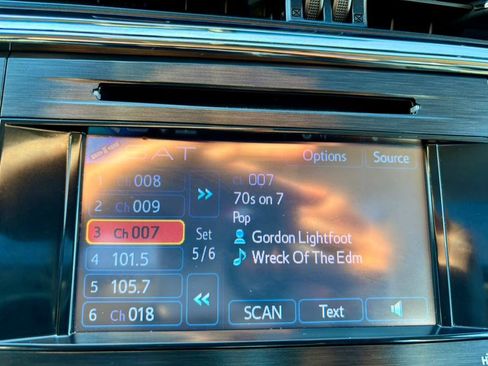 SAT
Options
Source
1 Ch 008
2 Ch 009
3 Ch 007
4 101.5
5 105.7
6 Ch 018
>>
Set
5/6
<<
CH 007
70s on 7
Pop
Gordon Lightfoot
Wreck Of The Edm
SCAN
Text